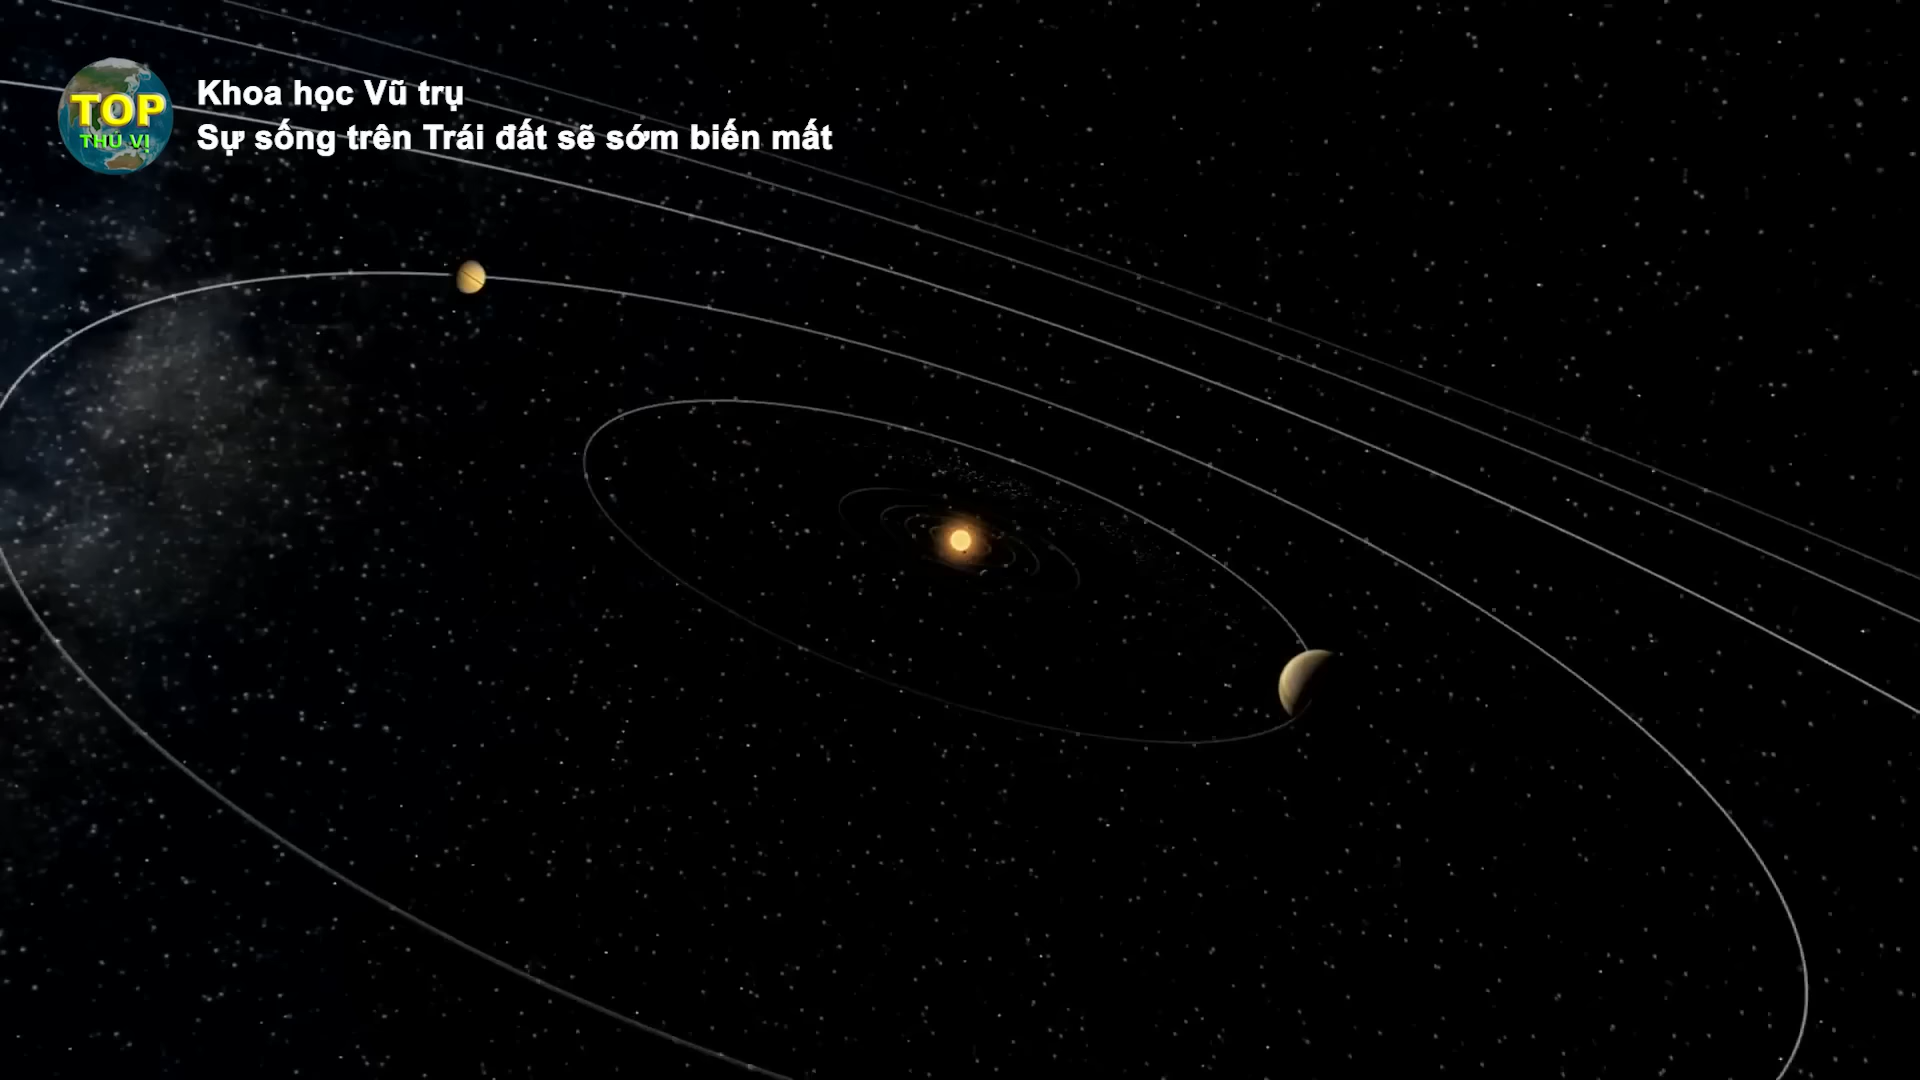 TOP
THÚ VỊ
Khoa học Vũ trụ
Sự sống trên Trái đất sẽ sớm biến mất